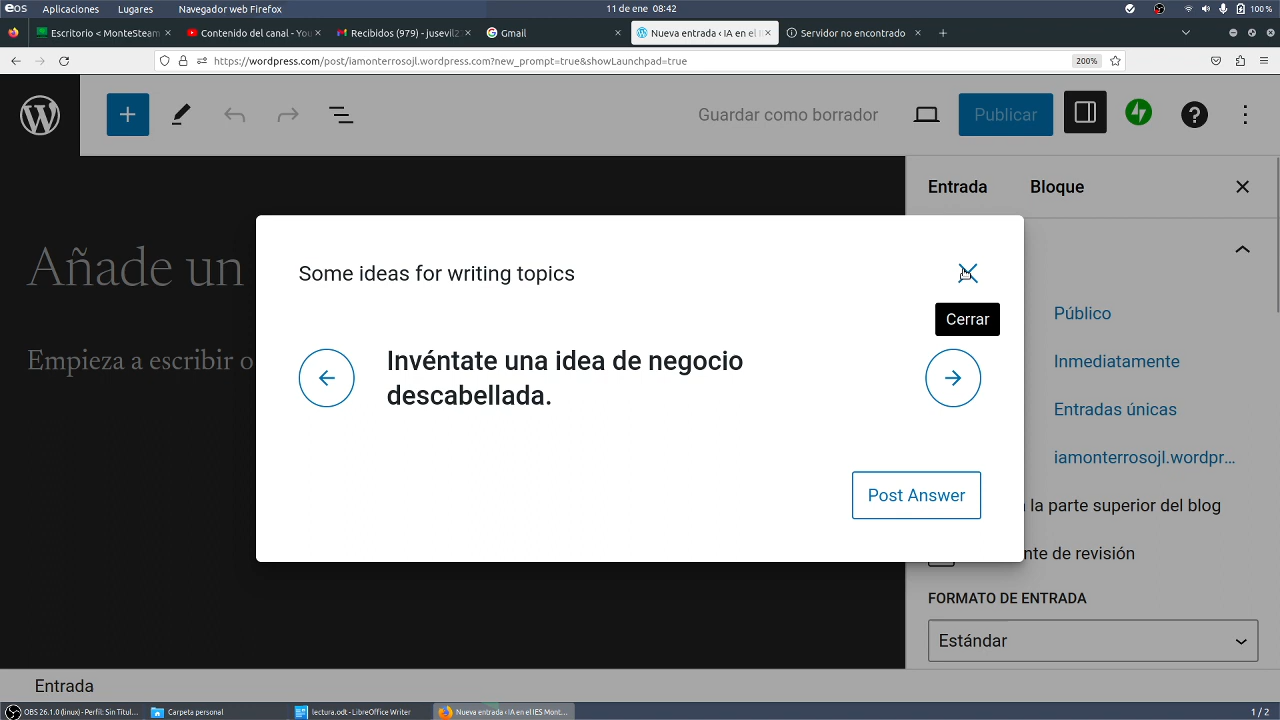 eOS Aplicaciones Lugares Navegador web Firefox 11 de ene 08:42 100 %
Escritorio < MonteSteam × Contenido del canal - You × Recibidos (979) - jusevil2 × Gmail × Nueva entrada ‹ IA en el I × Servidor no encontrado × +
https://wordpress.com/post/iamonterrosojl.wordpress.com?new_prompt=true&showLaunchpad=true 200%
Guardar como borrador Publicar
Entrada Bloque
Añade un
Some ideas for writing topics
Cerrar
Público
Empieza a escribir o
Invéntate una idea de negocio
descabellada.
Inmediatamente
Entradas únicas
iamonterrosojl.wordpr...
Post Answer
la parte superior del blog
nte de revisión
FORMATO DE ENTRADA
Estándar
Entrada
OBS 26.1.0 (linux) - Perfil: Sin Titul... Carpeta personal lectura.odt - LibreOffice Writer Nueva entrada ‹ IA en el IES Mont... 1 / 2